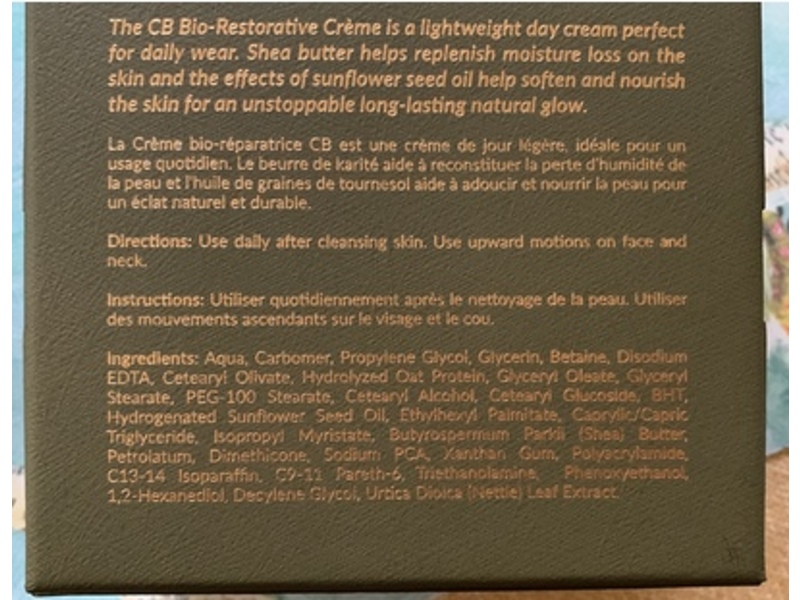 The CB Bio-Restorative Crème is a lightweight day cream perfect
for daily wear. Shea butter helps replenish moisture loss on the
skin and the effects of sunflower seed oil help soften and nourish
the skin for an unstoppable long-lasting natural glow.
La Crème bio-réparatrice CB est une crème de jour légère, idéale pour un
usage quotidien. Le beurre de karité aide à reconstituer la perte d'humidité de
la peau et l'huile de graines de tournesol aide à adoucir et nourrir la peau pour
un éclat naturel et durable.
Directions: Use daily after cleansing skin. Use upward motions on face and
neck.
Instructions: Utiliser quotidiennement après le nettoyage de la peau. Utiliser
des mouvements ascendants sur le visage et le cou.
Ingredients: Aqua, Carbomer, Propylene Glycol, Glycerin, Betaine, Disodium
EDTA, Cetearyl Olivate, Hydrolyzed Oat Protein, Glyceryl Oleate, Glyceryl
Stearate, PEG-100 Stearate, Cetearyl Alcohol, Cetearyl Glucoside, BHT,
Hydrogenated Sunflower Seed Oil, Ethylhexyl Palmitate, Caprylic/Capric
Triglyceride, Isopropyl Myristate, Butyrospermum Parkii (Shea) Butter,
Petrolatum, Dimethicone, Sodium PCA, Xanthan Gum, Polyacrylamide,
C13-14 Isoparaffin, C9-11 Pareth-6, Triethanolamine, Phenoxyethanol,
1,2-Hexanediol, Decylene Glycol, Urtica Dioica (Nettle) Leaf Extract.